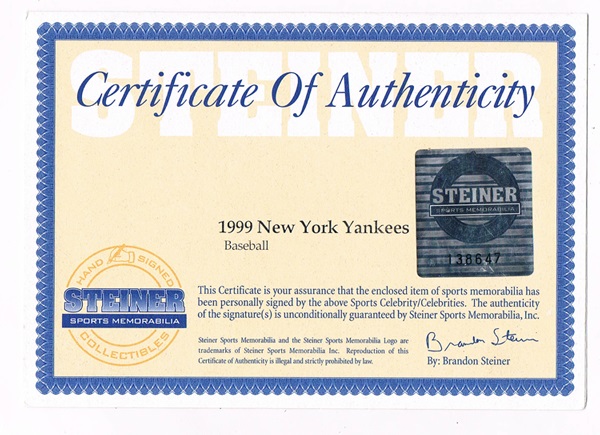 STEINER
Certificate Of Authenticity
STEINER
SPORTS MEMORABILIA
138647
1999 New York Yankees
Baseball
HAND SIGNED
STEINER
SPORTS MEMORABILIA
COLLECTIBLES
This Certificate is your assurance that the enclosed item of sports memorabilia has
been personally signed by the above Sports Celebrity/Celebrities. The authenticity
of the signature(s) is unconditionally guaranteed by Steiner Sports Memorabilia, Inc.
Steiner Sports Memorabilia and the Steiner Sports Memorabilia Logo are
trademarks of Steiner Sports Memorabilia Inc. Reproduction of this
Certificate of Authenticity is illegal and strictly prohibited by law.
Brandon Steiner
By: Brandon Steiner